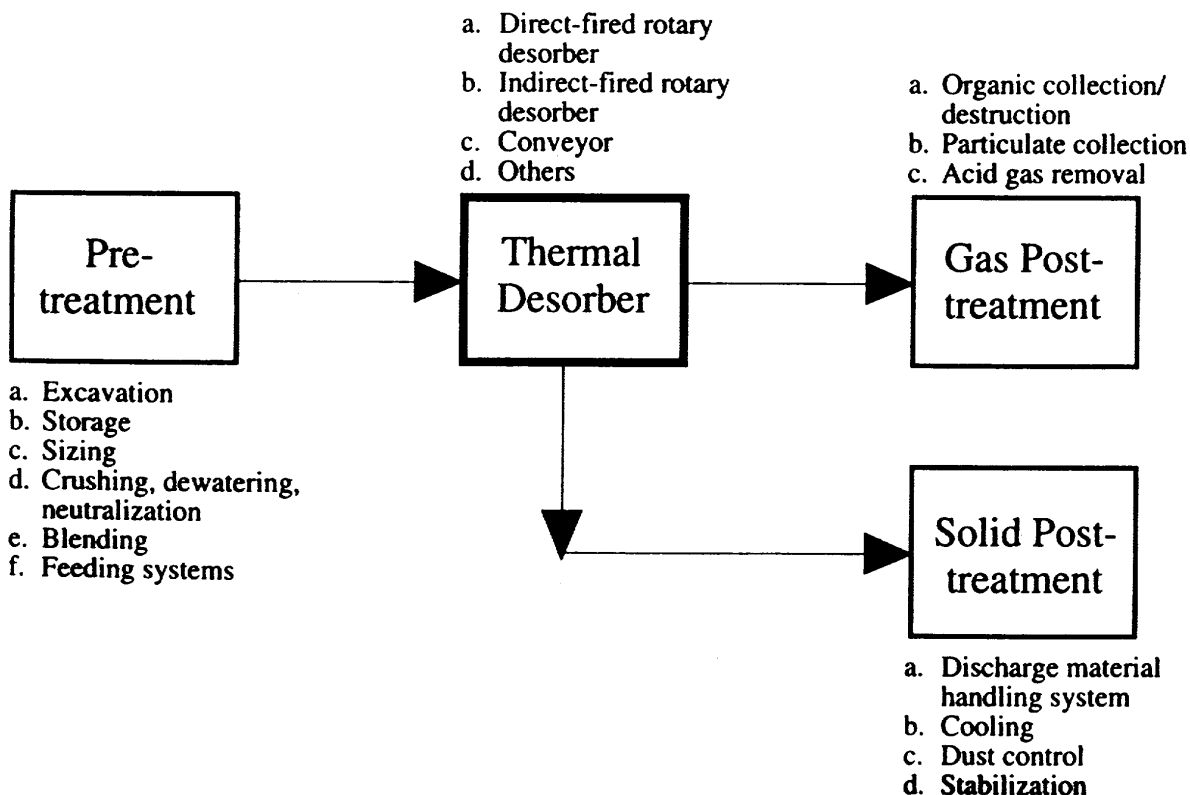 a. Direct-fired rotary
desorber
b. Indirect-fired rotary
desorber
c. Conveyor
d. Others
a. Organic collection/
destruction
b. Particulate collection
c. Acid gas removal
Pre-
treatment
Thermal
Desorber
Gas Post-
treatment
a. Excavation
b. Storage
c. Sizing
d. Crushing, dewatering,
neutralization
e. Blending
f. Feeding systems
Solid Post-
treatment
a. Discharge material
handling system
b. Cooling
c. Dust control
d. Stabilization